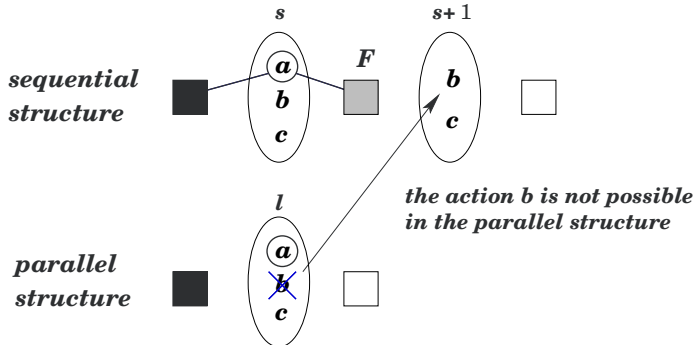 s
s+ 1
F
sequential
structure
a
b
c
b
c
the action b is not possible
in the parallel structure
l
parallel
structure
a
b
c